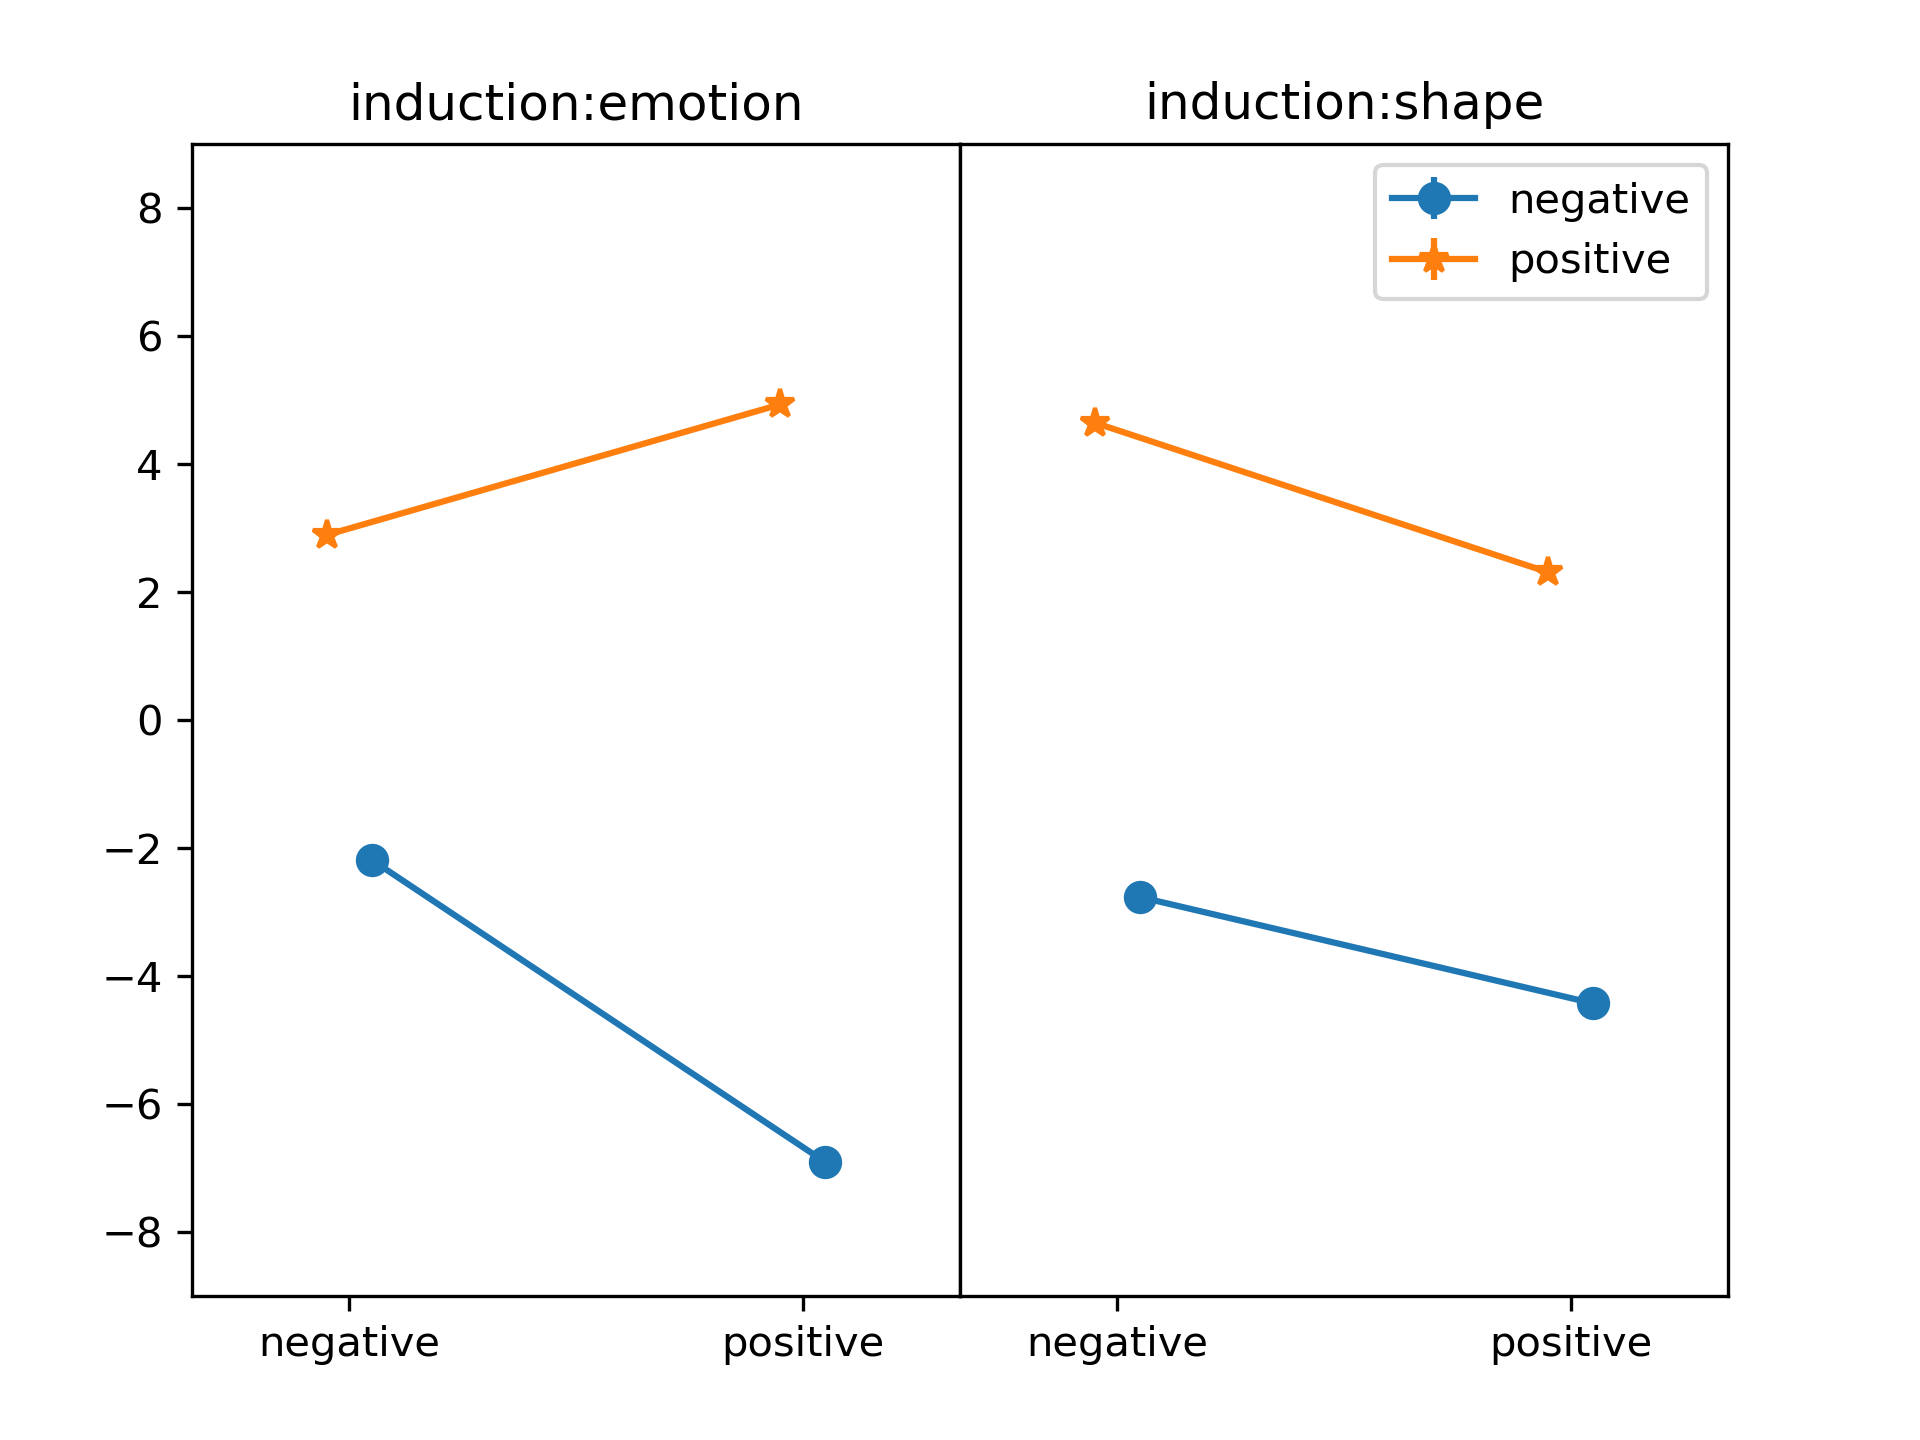 induction:emotion
induction:shape
negative
positive
8
6
4
2
0
−2
−4
−6
−8
negative
positive
negative
positive